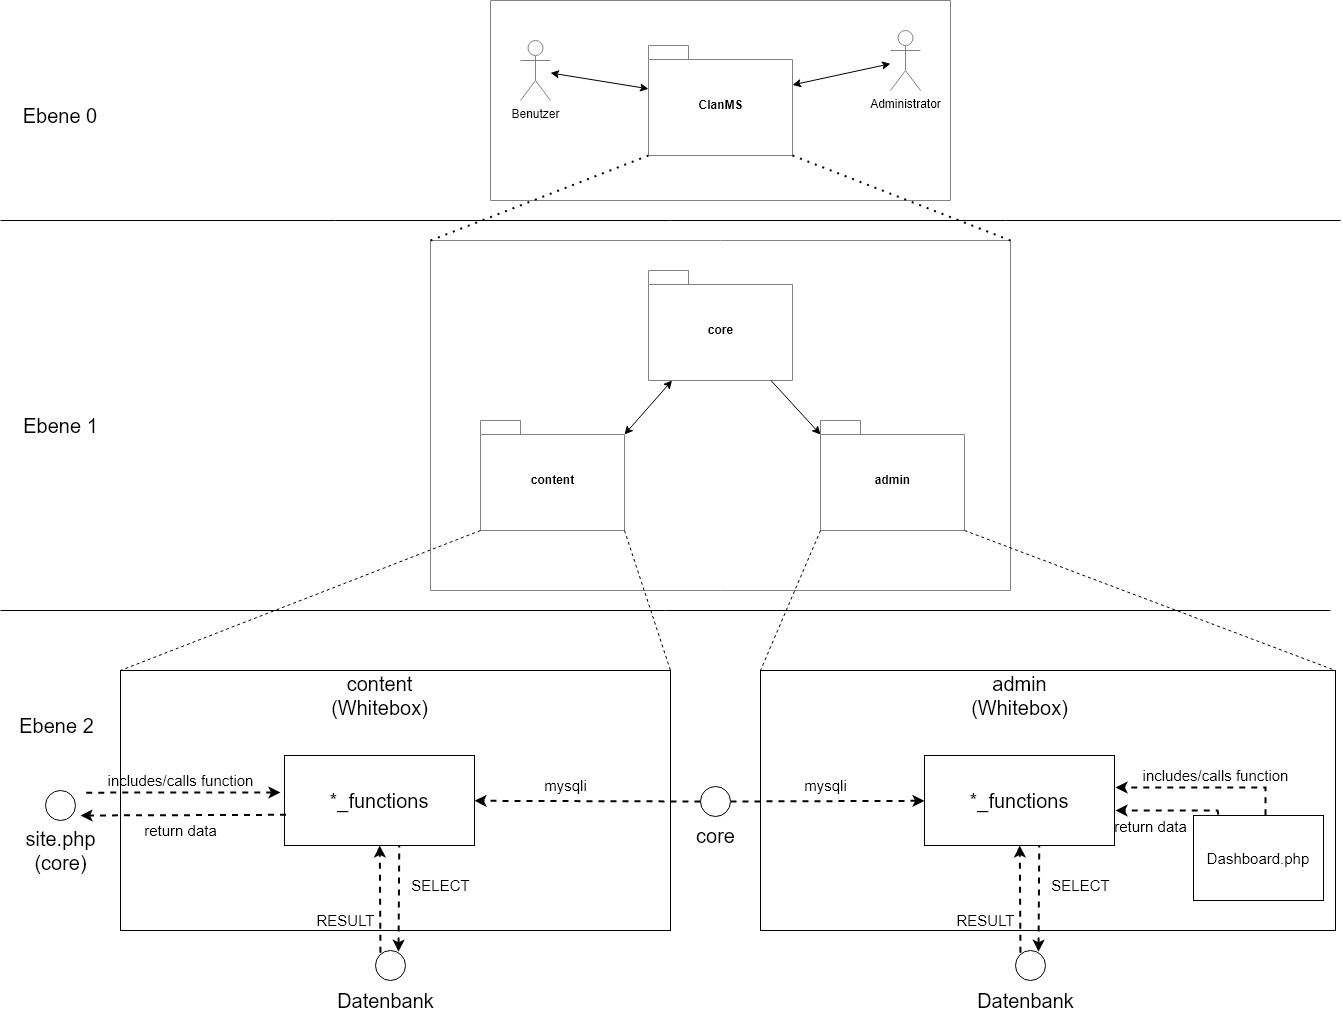 Ebene 0
Benutzer
ClanMS
Administrator
Ebene 1
core
content
admin
Ebene 2
content
(Whitebox)
includes/calls function
return data
site.php
(core)
*_functions
mysqli
SELECT
RESULT
Datenbank
core
admin
(Whitebox)
mysqli
*_functions
includes/calls function
return data
Dashboard.php
SELECT
RESULT
Datenbank